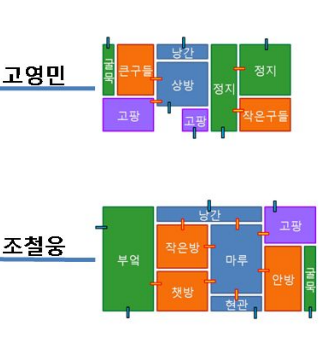 고영민
굴묵
큰구들
낭간
상방
정지
정지
고팡
고팡
작은구들
조철웅
부엌
낭간
작은방
마루
고팡
챗방
안방
굴묵
현관